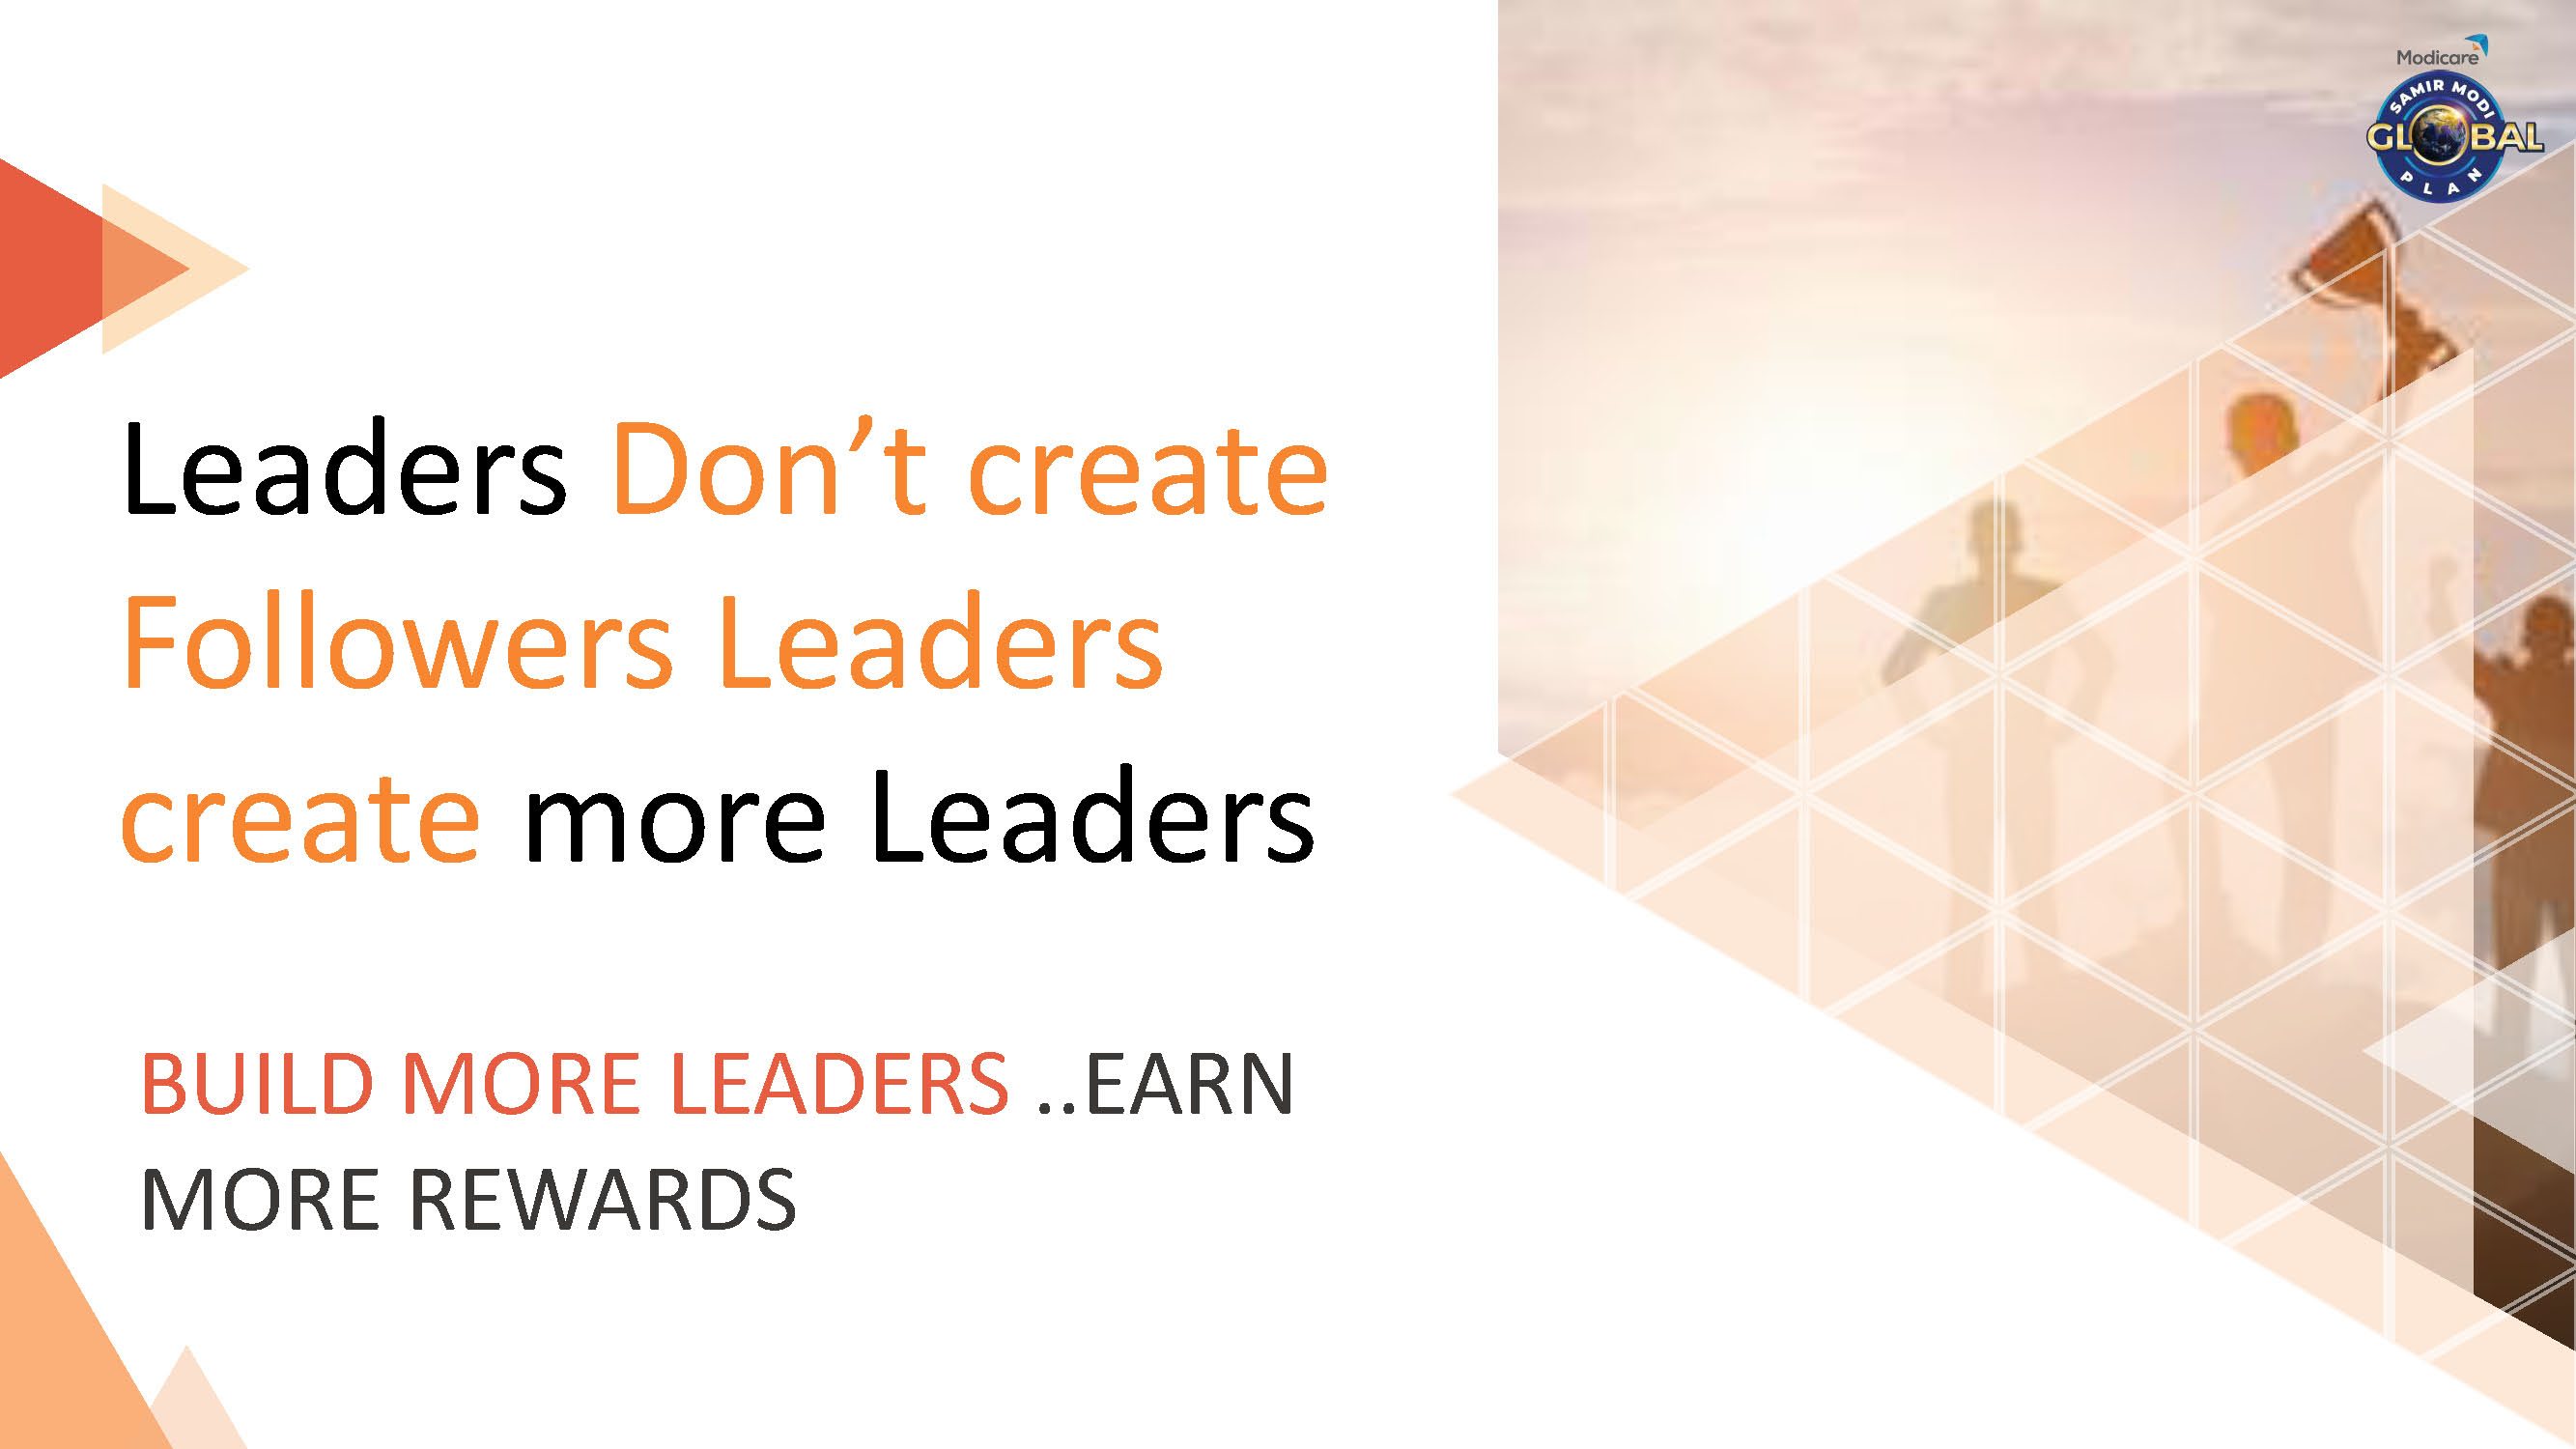 Modicare
SAMIR MODI
GLOBAL
PLAN
Leaders Don’t create
Followers Leaders
create more Leaders
BUILD MORE LEADERS ..EARN
MORE REWARDS